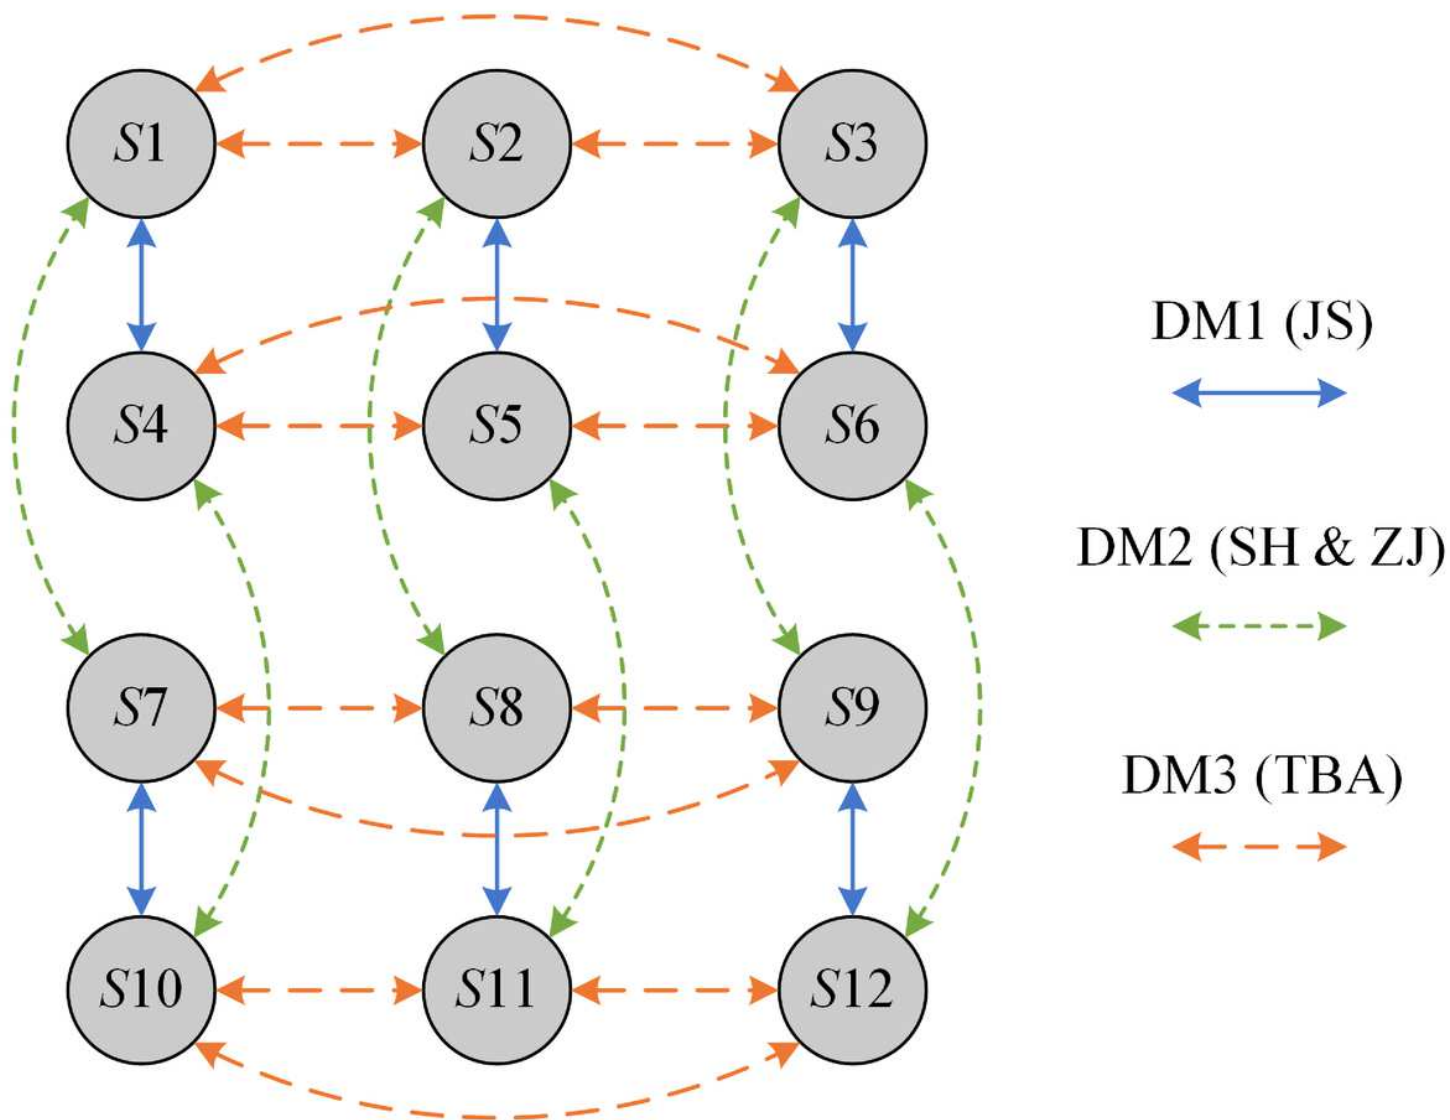 S1
S2
S3
S4
S5
S6
S7
S8
S9
S10
S11
S12
DM1 (JS)
DM2 (SH & ZJ)
DM3 (TBA)